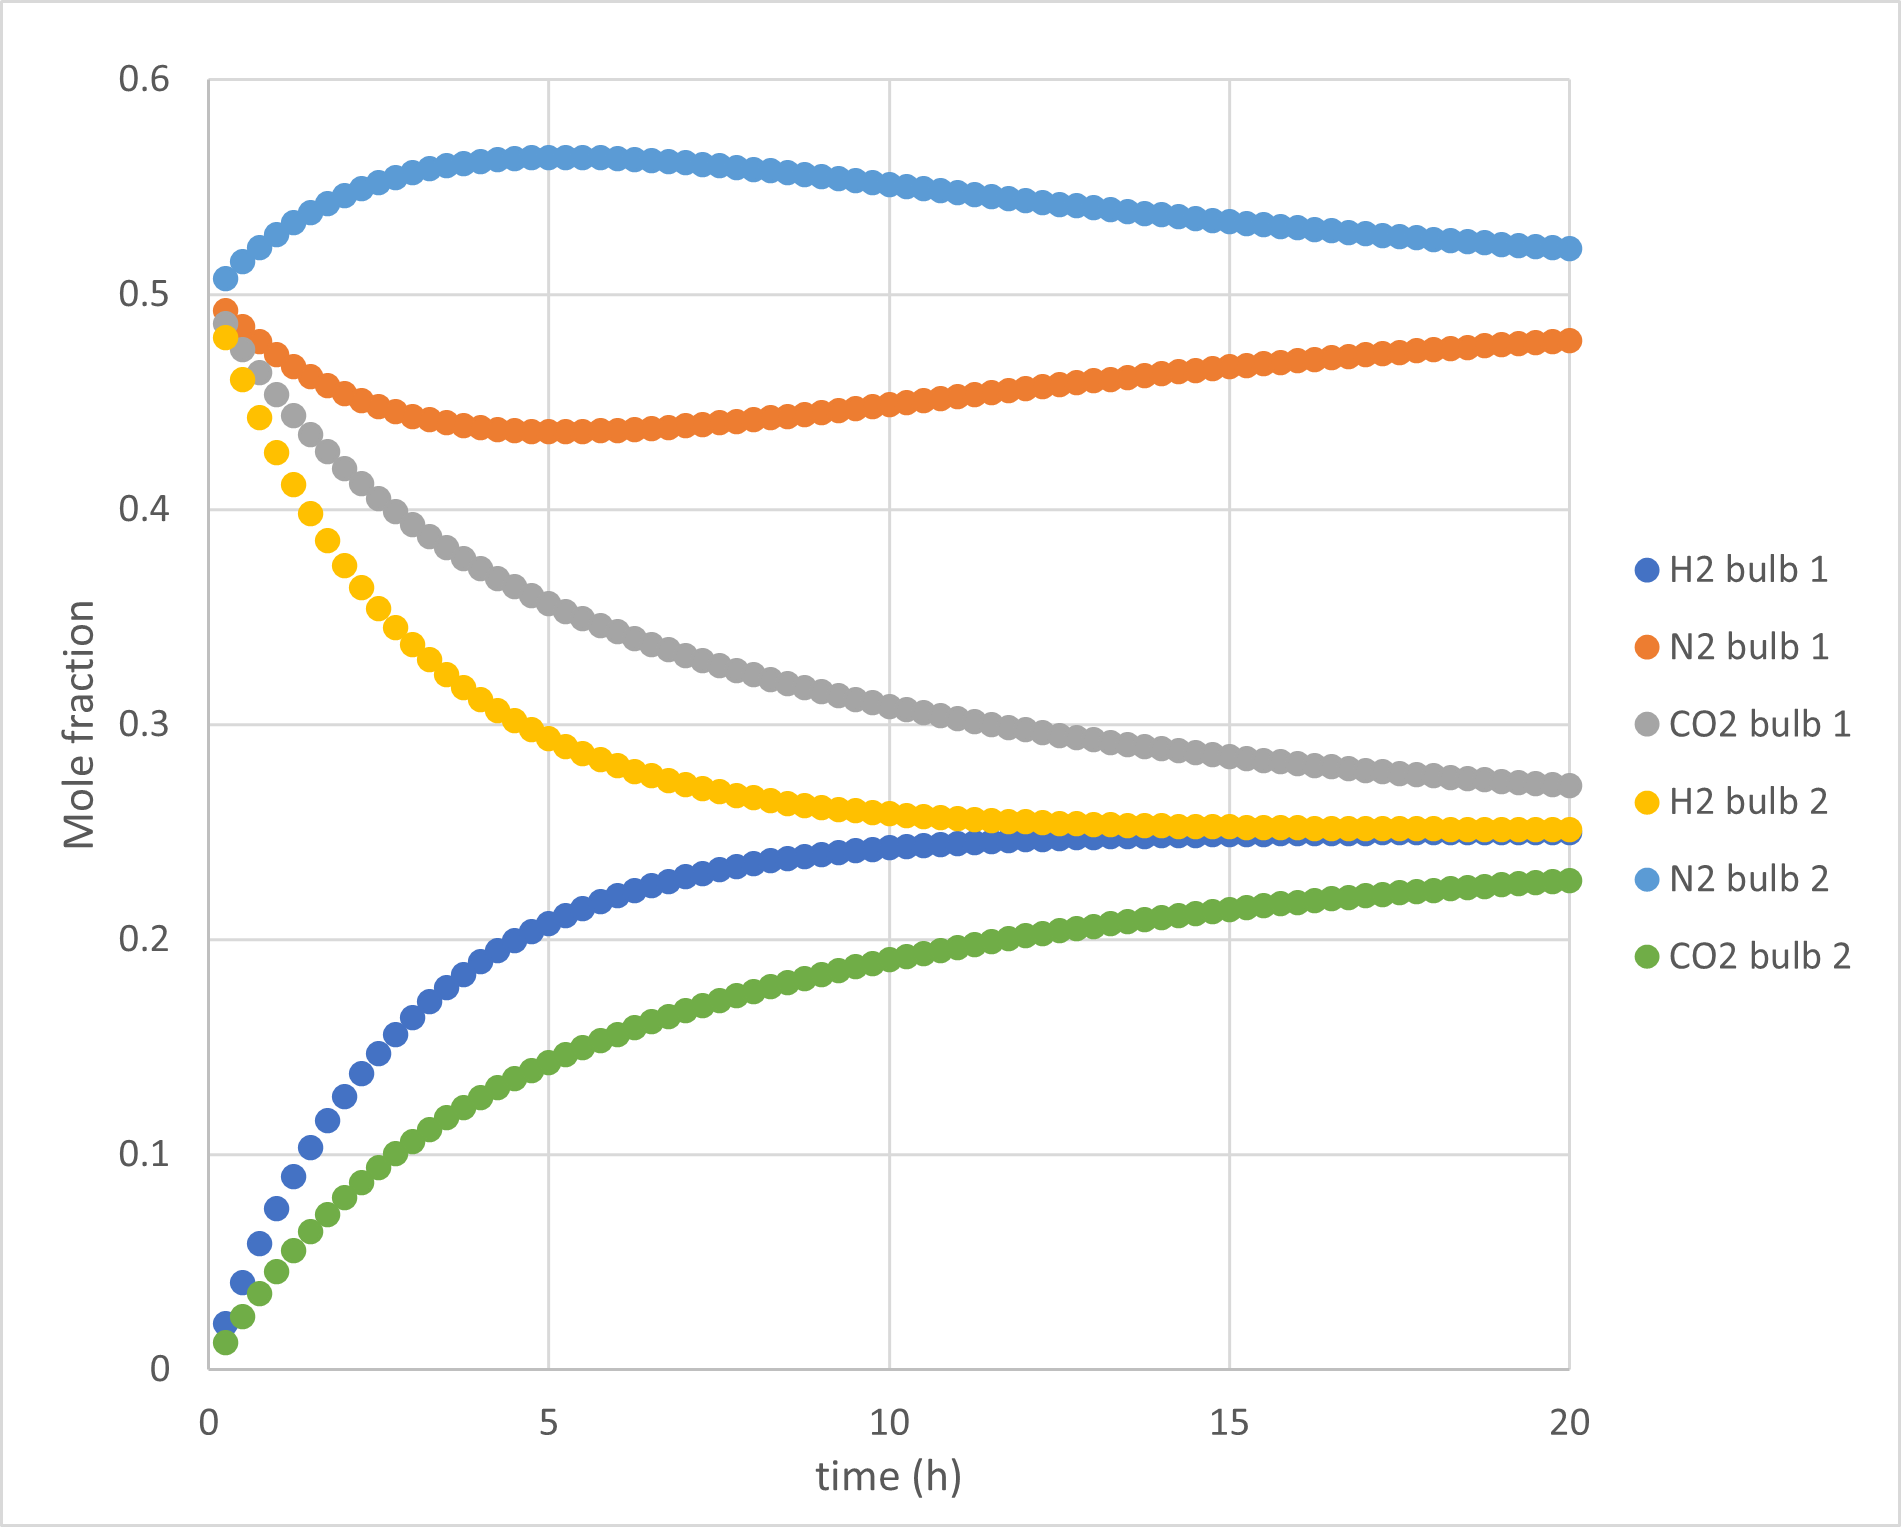 0.6
0.5
0.4
0.3
0.2
0.1
0
Mole fraction
0 5 10 15 20
time (h)
H2 bulb 1
N2 bulb 1
CO2 bulb 1
H2 bulb 2
N2 bulb 2
CO2 bulb 2